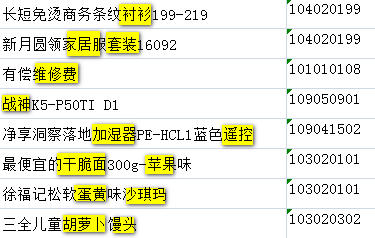 长短免烫商务条纹衬衫199-219 104020199
新月圆领家居服套装16092 104020199
有偿维修费 101010108
战神K5-P50TI D1 109050901
净享洞察落地加湿器PE-HCL1蓝色遥控 109041502
最便宜的干脆面300g-苹果味 103020101
徐福记松软蛋黄味沙琪玛 103020101
三全儿童胡萝卜馒头 103020302